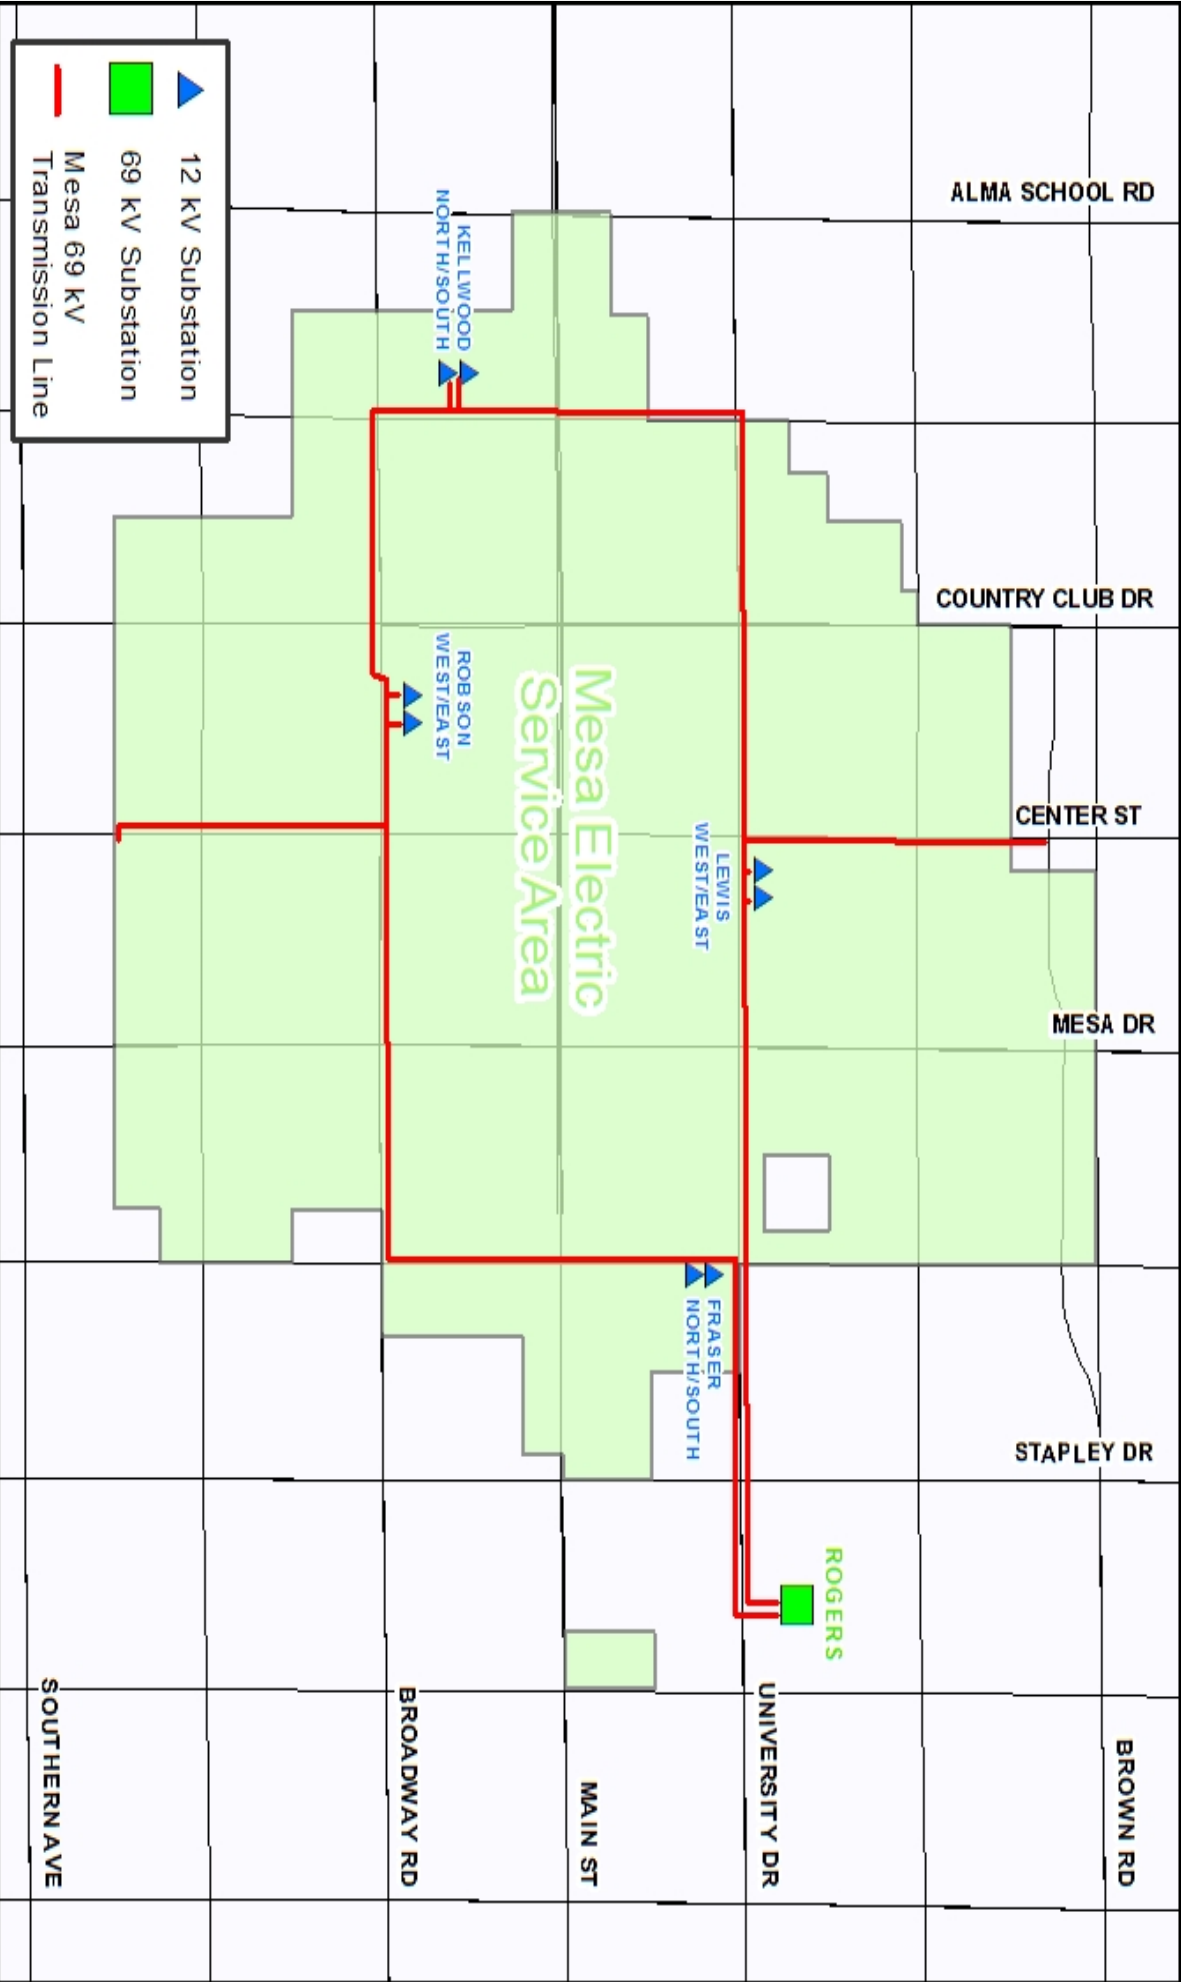 ALMA SCHOOL RD
COUNTRY CLUB DR
CENTER ST
MESA DR
STAPLEY DR
BROWN RD
UNIVERSITY DR
MAIN ST
BROADWAY RD
SOUTHERN AVE
KELLWOOD
NORTH/SOUTH
ROBSON
WEST/EAST
LEWIS
WEST/EAST
FRASER
NORTH/SOUTH
ROGERS
Mesa Electric
Service Area
12 kV Substation
69 kV Substation
Mesa 69 kV
Transmission Line